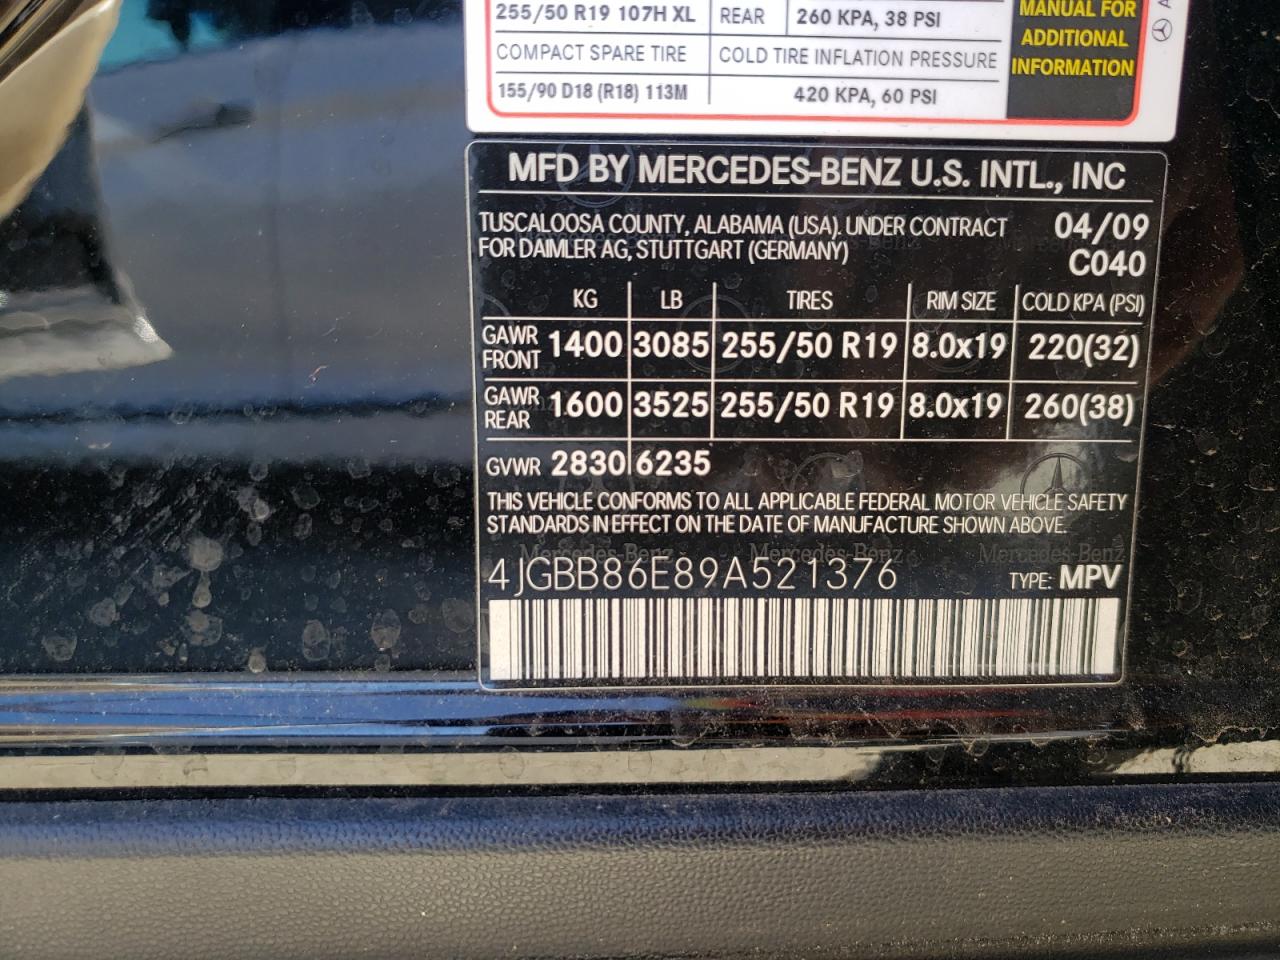 255/50 R19 107H XL REAR 260 KPA, 38 PSI
COMPACT SPARE TIRE COLD TIRE INFLATION PRESSURE
155/90 D18 (R18) 113M 420 KPA, 60 PSI
MANUAL FOR
ADDITIONAL
INFORMATION
MFD BY MERCEDES-BENZ U.S. INTL., INC
TUSCALOOSA COUNTY, ALABAMA (USA). UNDER CONTRACT 04/09
FOR DAIMLER AG, STUTTGART (GERMANY) C040
KG LB TIRES RIM SIZE COLD KPA (PSI)
GAWR FRONT 1400 3085 255/50 R19 8.0x19 220(32)
GAWR REAR 1600 3525 255/50 R19 8.0x19 260(38)
GVWR 2830 6235
THIS VEHICLE CONFORMS TO ALL APPLICABLE FEDERAL MOTOR VEHICLE SAFETY
STANDARDS IN EFFECT ON THE DATE OF MANUFACTURE SHOWN ABOVE.
Mercedes-Benz Mercedes-Benz Mercedes-Benz
4JGBB86E89A521376 TYPE: MPV